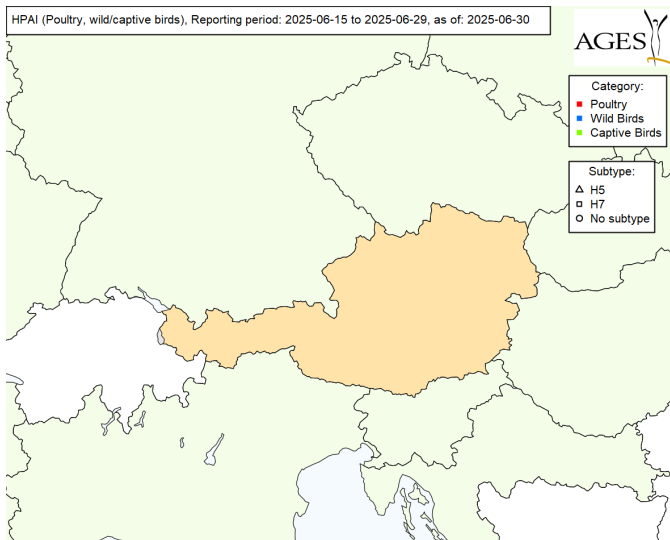 HPAI (Poultry, wild/captive birds), Reporting period: 2025-06-15 to 2025-06-29, as of: 2025-06-30
AGES
Category:
Poultry
Wild Birds
Captive Birds
Subtype:
H5
H7
No subtype